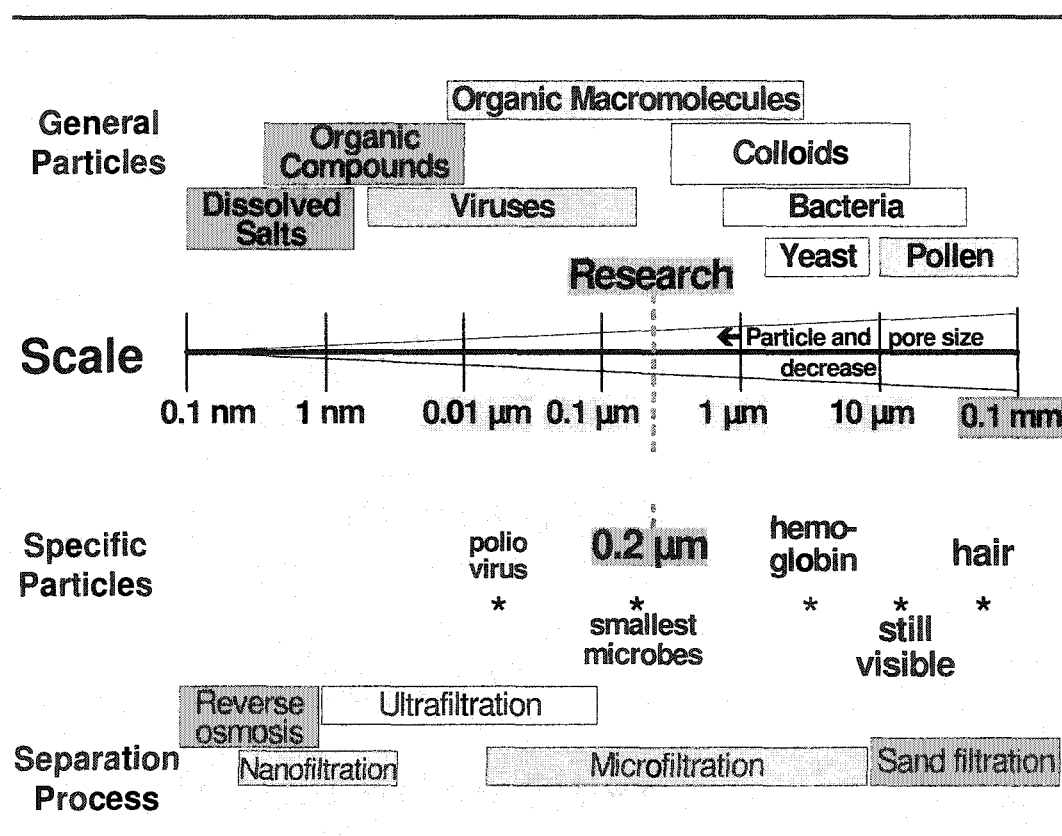 Organic Macromolecules
General
Particles
Organic
Compounds
Colloids
Dissolved
Salts
Viruses
Bacteria
Yeast
Pollen
Research
Scale
← Particle and pore size
decrease
0.1 nm 1 nm 0.01 µm 0.1 µm 1 µm 10 µm 0.1 mm
Specific
Particles
polio
virus
0.2 µm
hemo-
globin
hair
* * * * *
smallest
microbes
still
visible
Reverse
osmosis
Ultrafiltration
Separation
Process
Nanofiltration
Microfiltration
Sand filtration